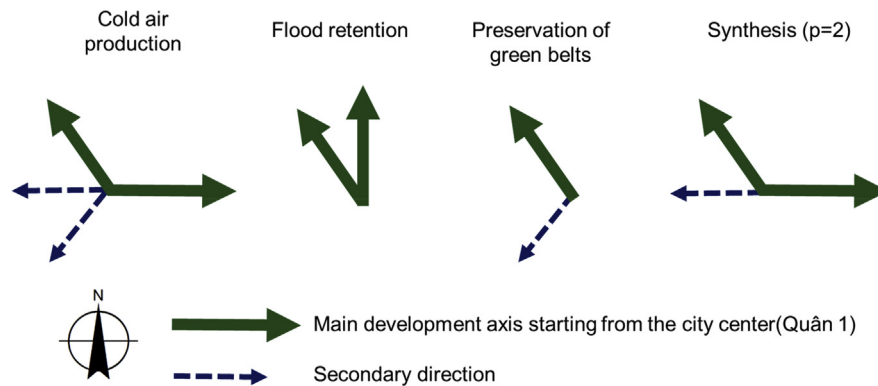 Cold air
production
Flood retention
Preservation of
green belts
Synthesis (p=2)
N
Main development axis starting from the city center(Quân 1)
Secondary direction